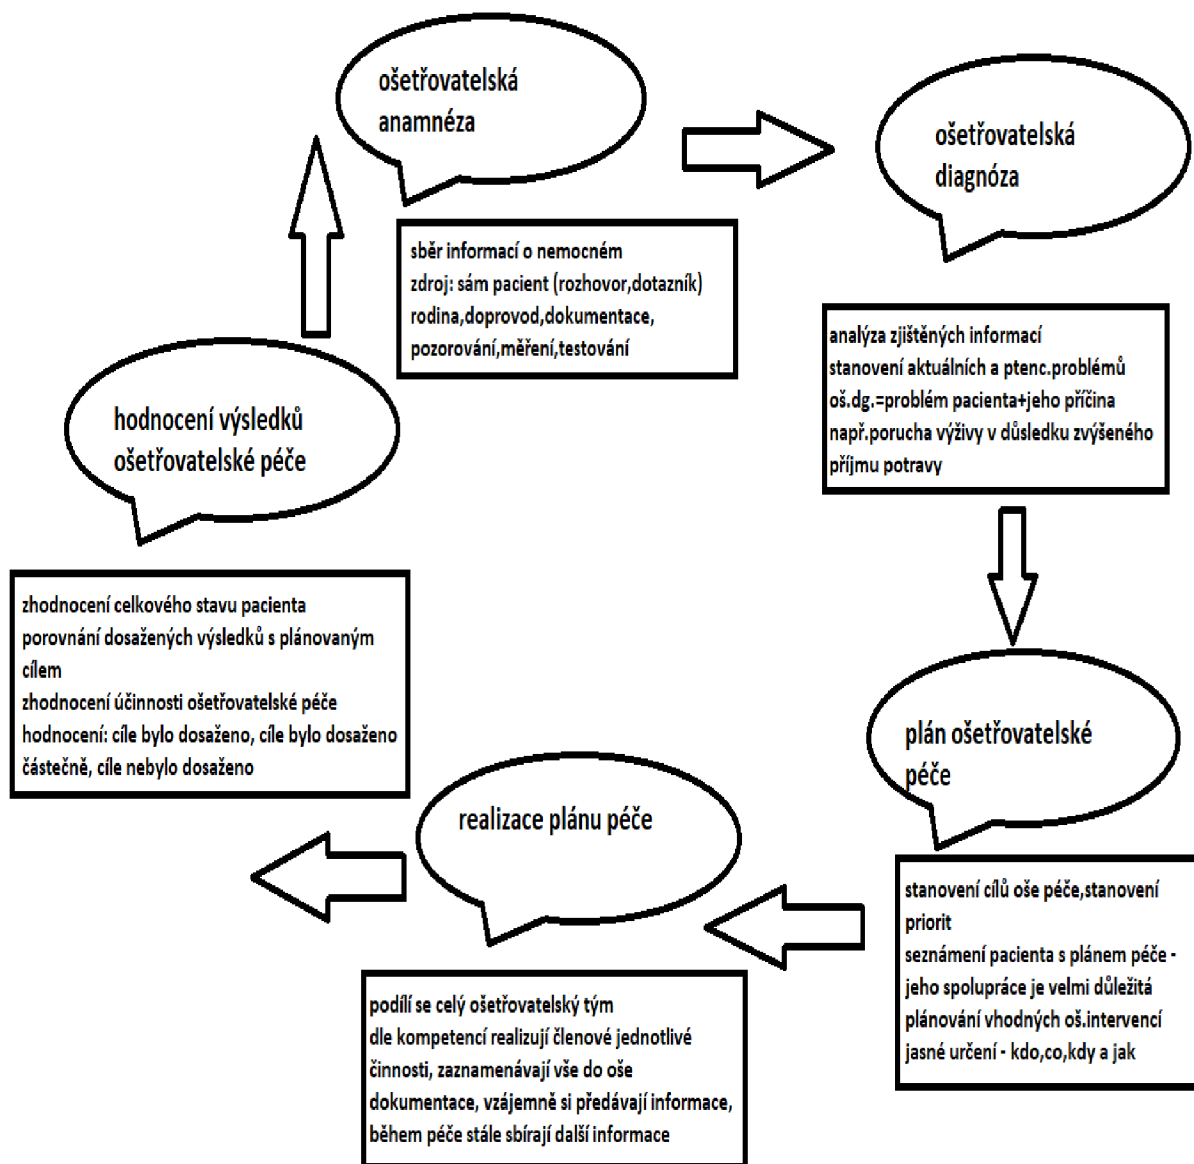 ošetřovatelská
anamnéza
sběr informací o nemocném
zdroj: sám pacient (rozhovor,dotazník)
rodina,doprovod,dokumentace,
pozorování,měření,testování
ošetřovatelská
diagnóza
analýza zjištěných informací
stanovení aktuálních a ptenc.problémů
oš.dg.=problém pacienta+jeho příčina
např.porucha výživy v důsledku zvýšeného
příjmu potravy
plán ošetřovatelské
péče
stanovení cílů oše péče,stanovení
priorit
seznámení pacienta s plánem péče -
jeho spolupráce je velmi důležitá
plánování vhodných oš.intervencí
jasné určení - kdo,co,kdy a jak
realizace plánu péče
podílí se celý ošetřovatelský tým
dle kompetencí realizují členové jednotlivé
činnosti, zaznamenávají vše do oše
dokumentace, vzájemně si předávají informace,
během péče stále sbírají další informace
hodnocení výsledků
ošetřovatelské péče
zhodnocení celkového stavu pacienta
porovnání dosažených výsledků s plánovaným
cílem
zhodnocení účinnosti ošetřovatelské péče
hodnocení: cíle bylo dosaženo, cíle bylo dosaženo
částečně, cíle nebylo dosaženo